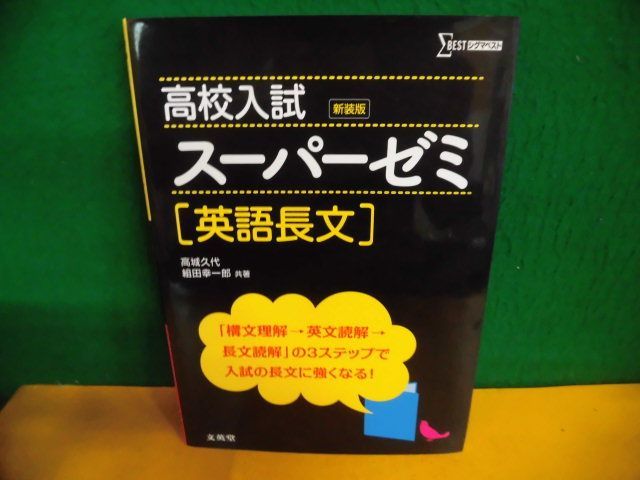 ΣBEST シグマベスト
高校入試 新装版
スーパーゼミ
[英語長文]
高城久代
組田幸一郎 共著
「構文理解→英文読解→
長文読解」の3ステップで
入試の長文に強くなる!
文英堂